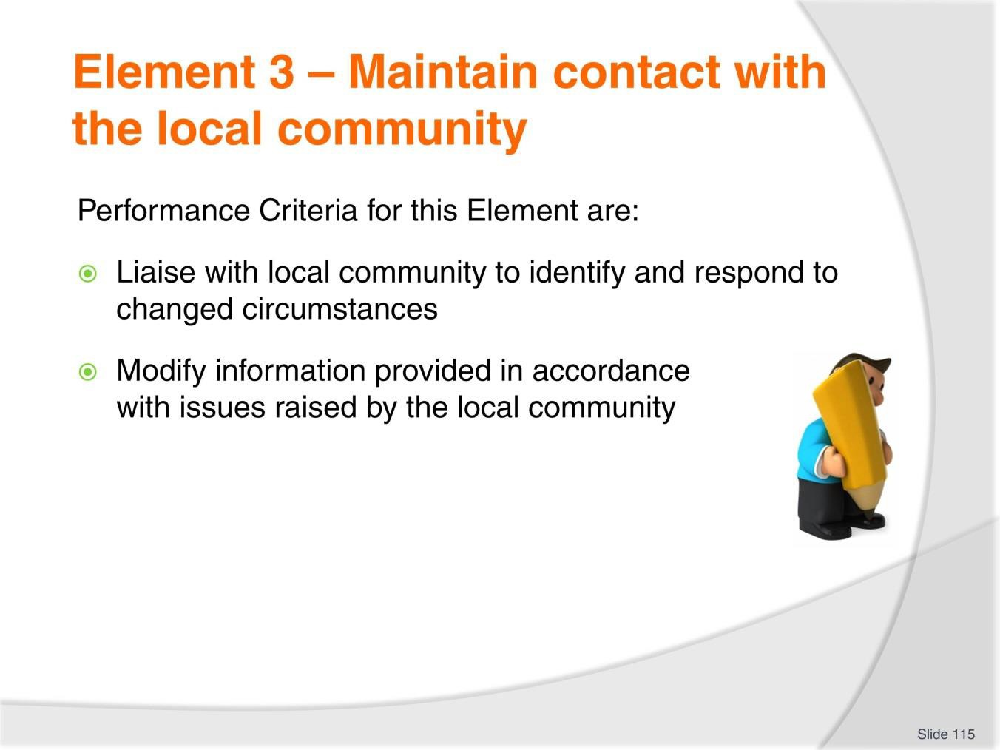 Element 3 – Maintain contact with
the local community
Performance Criteria for this Element are:
Liaise with local community to identify and respond to
changed circumstances
Modify information provided in accordance
with issues raised by the local community
Slide 115